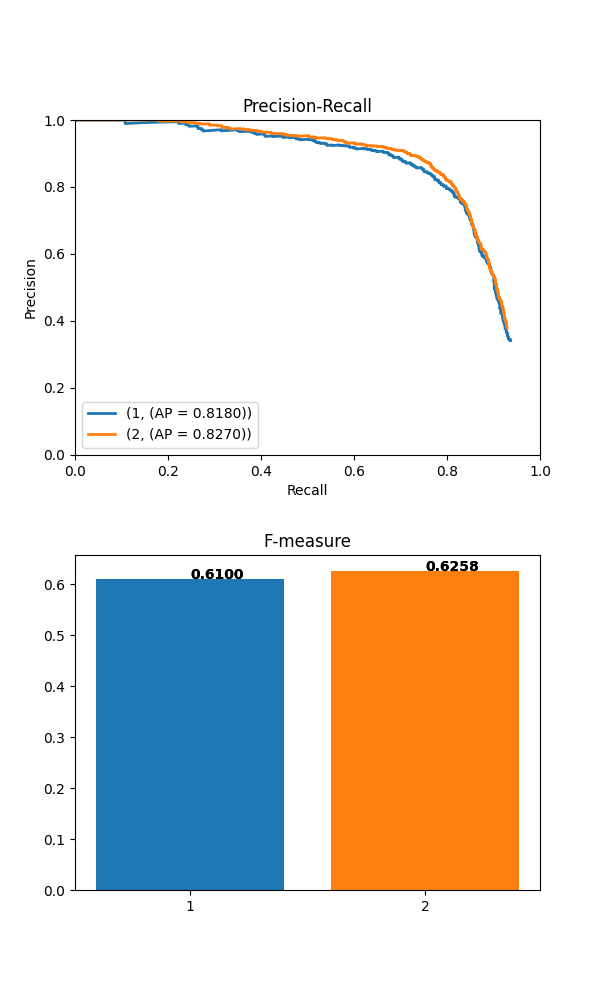 Precision-Recall
1.0
0.8
0.6
0.4
0.2
0.0
Precision
(1, (AP = 0.8180))
(2, (AP = 0.8270))
0.0 0.2 0.4 0.6 0.8 1.0
Recall
F-measure
0.6100 0.6258
0.6
0.5
0.4
0.3
0.2
0.1
0.0
1 2